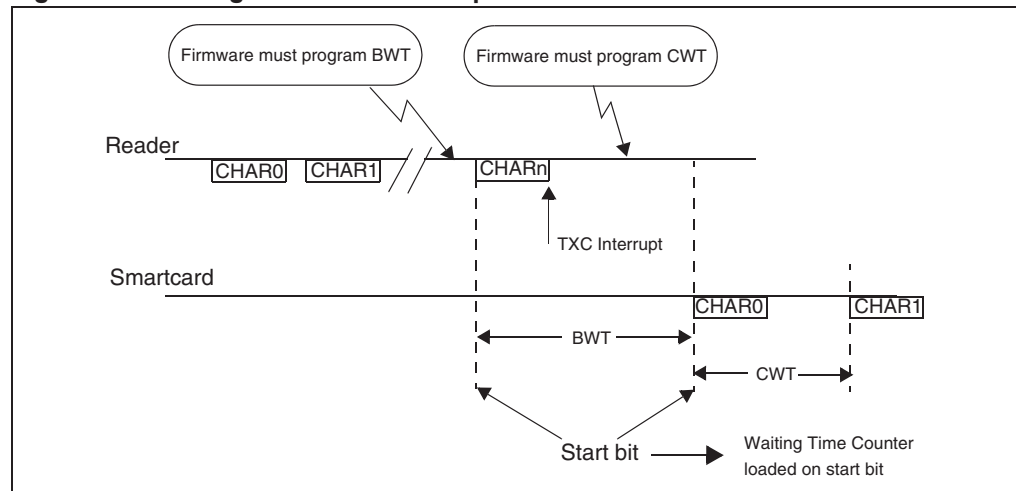 Firmware must program BWT
Firmware must program CWT
Reader
CHAR0
CHAR1
CHARn
TXC Interrupt
Smartcard
CHAR0
CHAR1
BWT
CWT
Start bit
Waiting Time Counter
loaded on start bit